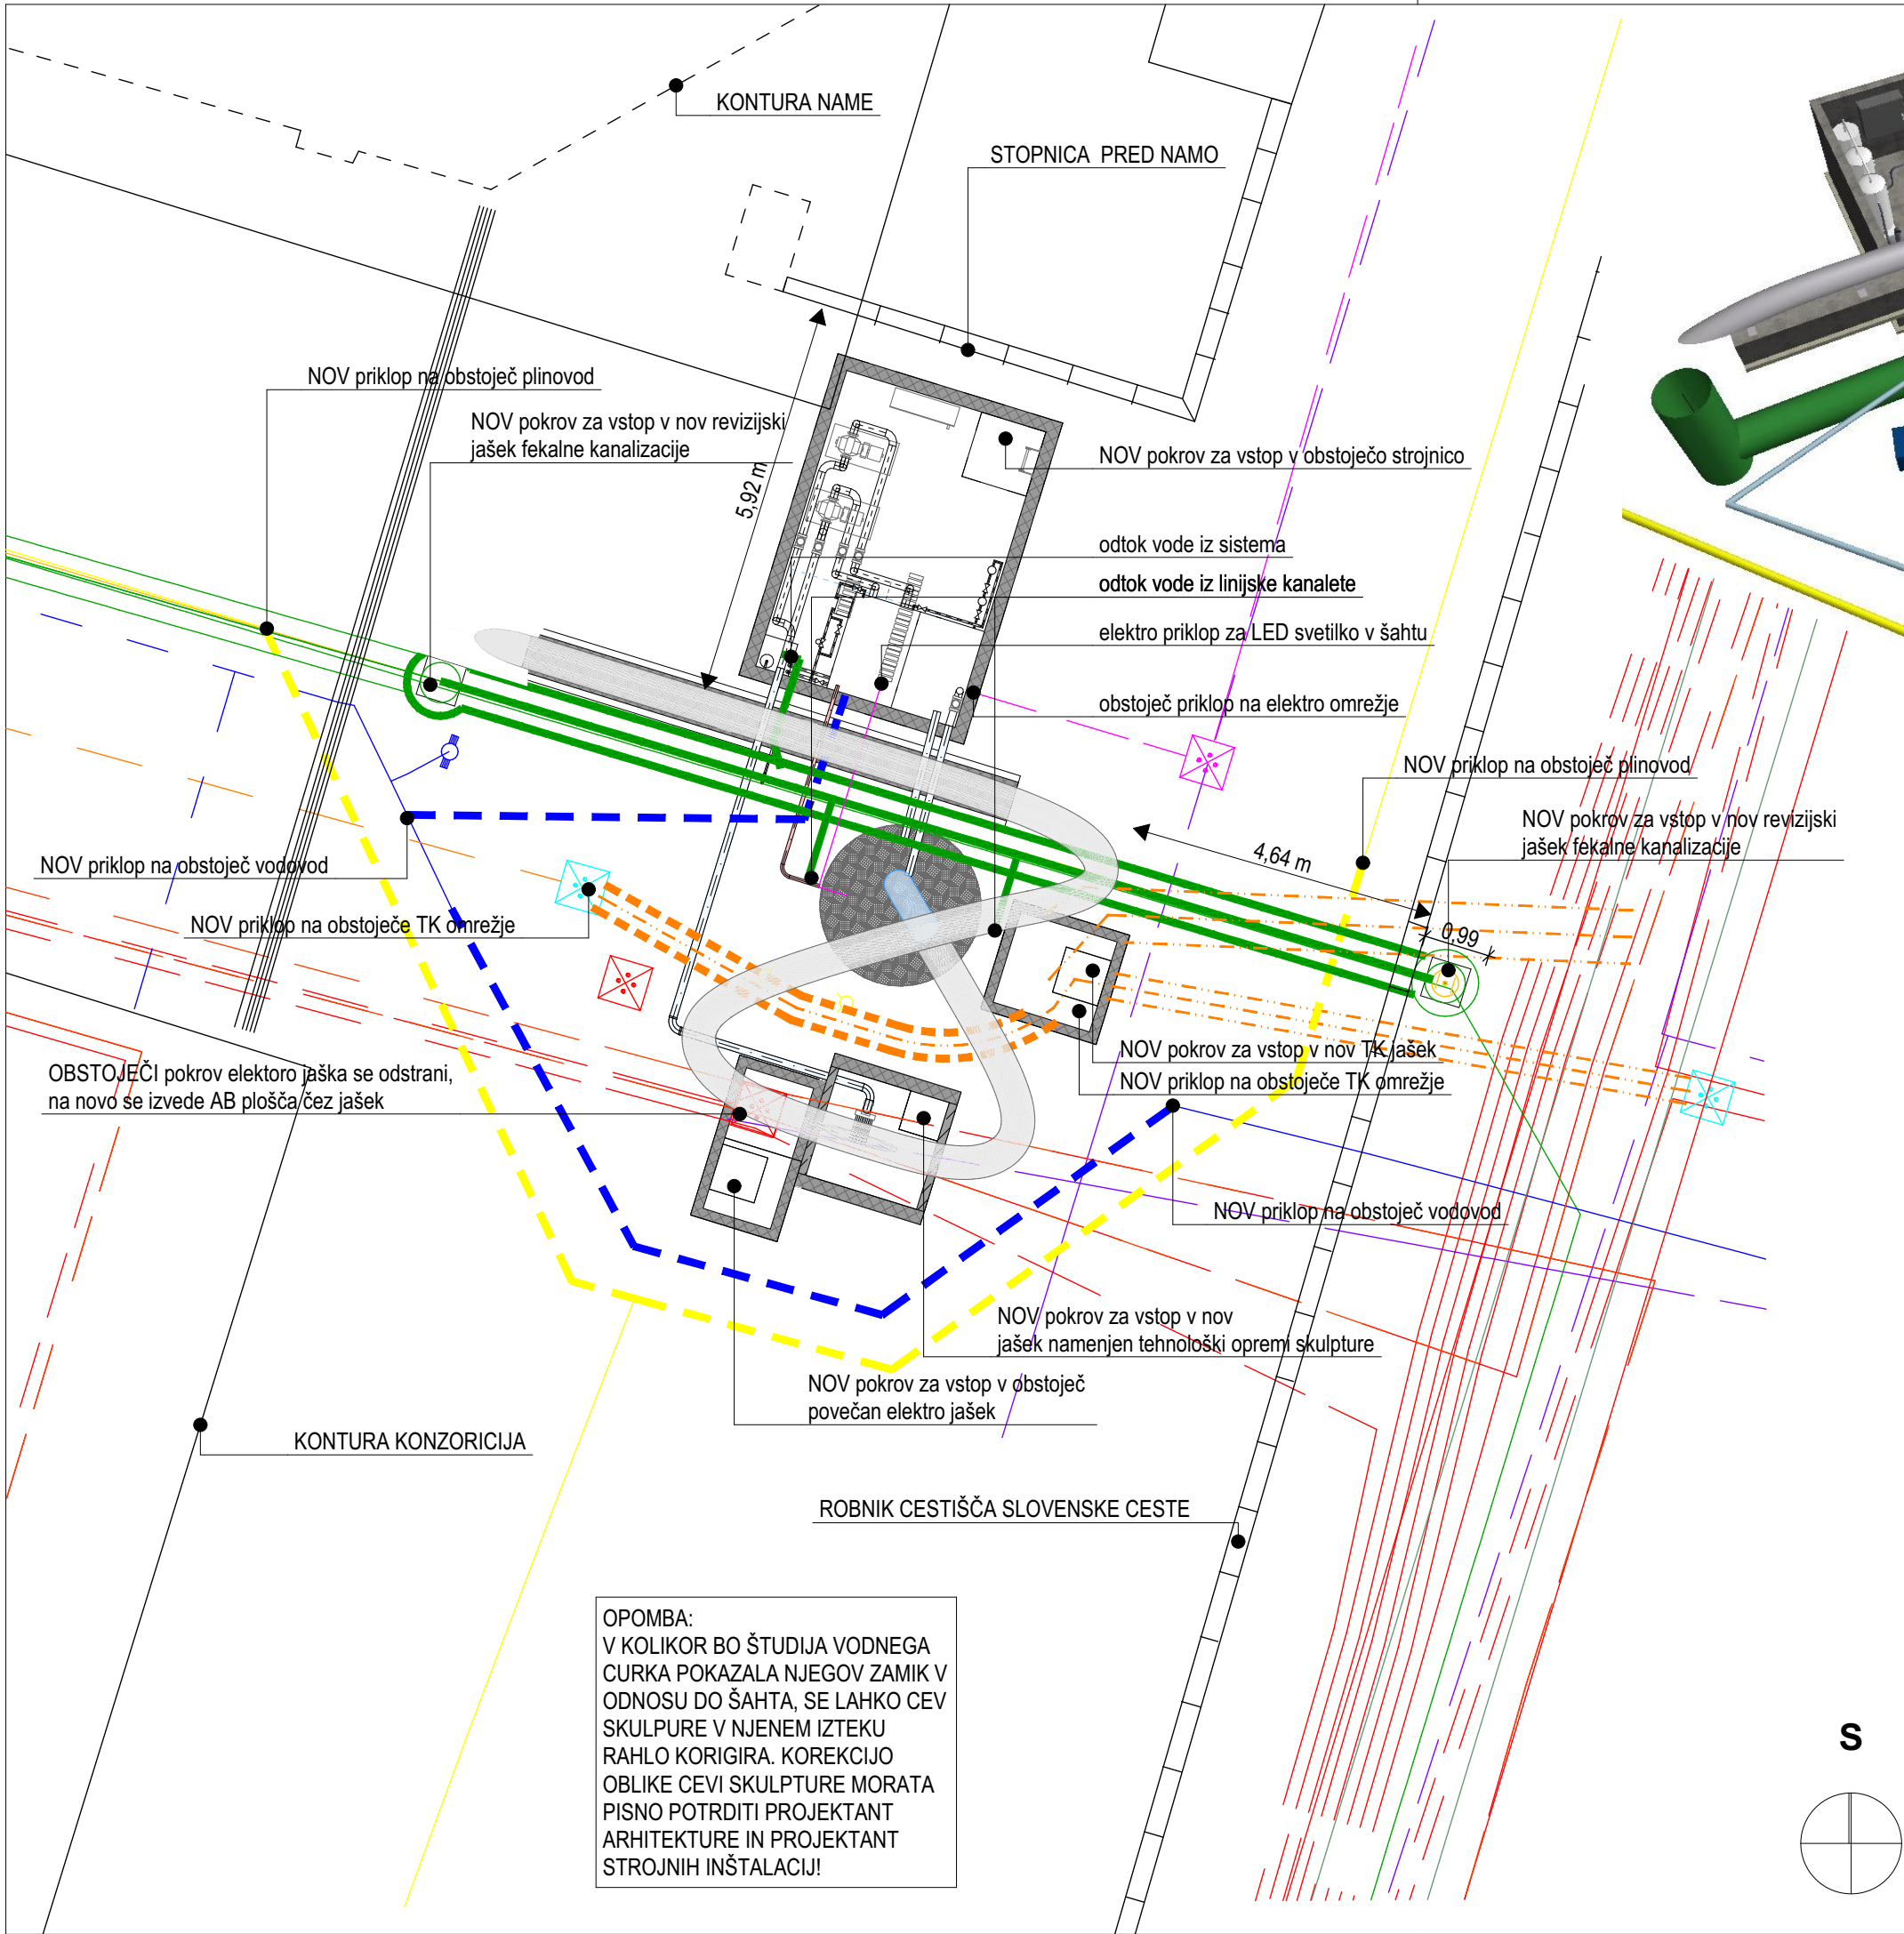 KONTURA NAME
STOPNICA PRED NAMO
NOV priklop na obstoječ plinovod
NOV pokrov za vstop v nov revizijski
jašek fekalne kanalizacije
5,92 m
NOV pokrov za vstop v obstoječo strojnico
odtok vode iz sistema
odtok vode iz linijske kanalete
elektro priklop za LED svetilko v šahtu
obstoječ priklop na elektro omrežje
NOV priklop na obstoječ plinovod
NOV pokrov za vstop v nov revizijski
jašek fekalne kanalizacije
4,64 m
0,99
NOV priklop na obstoječ vodovod
NOV priklop na obstoječe TK omrežje
NOV pokrov za vstop v nov TK jašek
NOV priklop na obstoječe TK omrežje
OBSTOJEČI pokrov elektoro jaška se odstrani,
na novo se izvede AB plošča čez jašek
NOV priklop na obstoječ vodovod
NOV pokrov za vstop v nov
jašek namenjen tehnološki opremi skulpture
NOV pokrov za vstop v obstoječ
povečan elektro jašek
KONTURA KONZORICIJA
ROBNIK CESTIŠČA SLOVENSKE CESTE
OPOMBA:
V KOLIKOR BO ŠTUDIJA VODNEGA
CURKA POKAZALA NJEGOV ZAMIK V
ODNOSU DO ŠAHTA, SE LAHKO CEV
SKULPURE V NJENEM IZTEKU
RAHLO KORIGIRA. KOREKCIJO
OBLIKE CEVI SKULPTURE MORATA
PISNO POTRDITI PROJEKTANT
ARHITEKTURE IN PROJEKTANT
STROJNIH INŠTALACIJ!
S